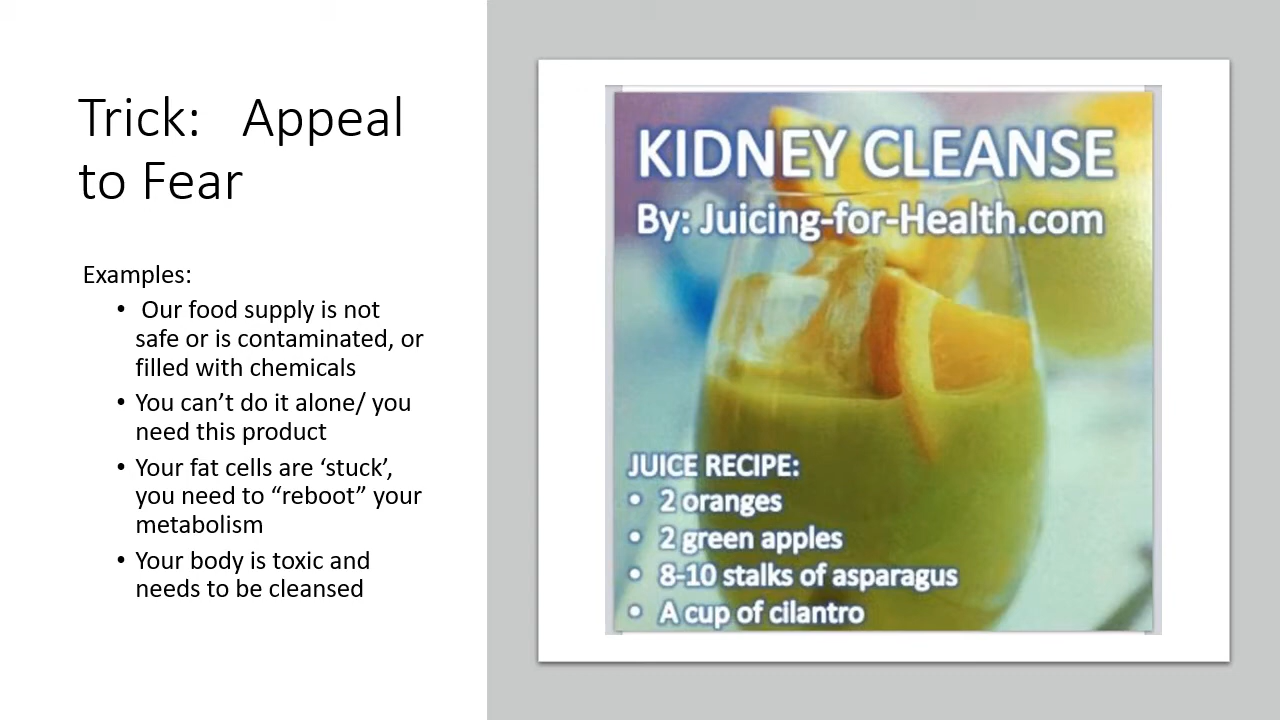 Trick: Appeal
to Fear
Examples:
• Our food supply is not
safe or is contaminated, or
filled with chemicals
• You can’t do it alone/ you
need this product
• Your fat cells are ‘stuck’,
you need to “reboot” your
metabolism
• Your body is toxic and
needs to be cleansed
KIDNEY CLEANSE
By: Juicing-for-Health.com
JUICE RECIPE:
• 2 oranges
• 2 green apples
• 8-10 stalks of asparagus
• A cup of cilantro